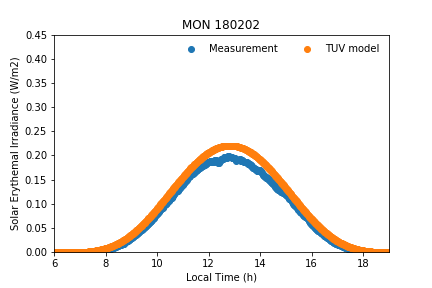 MON 180202
Measurement
TUV model
0.45
0.40
0.35
0.30
0.25
0.20
0.15
0.10
0.05
0.00
Solar Erythemal Irradiance (W/m2)
6 8 10 12 14 16 18
Local Time (h)